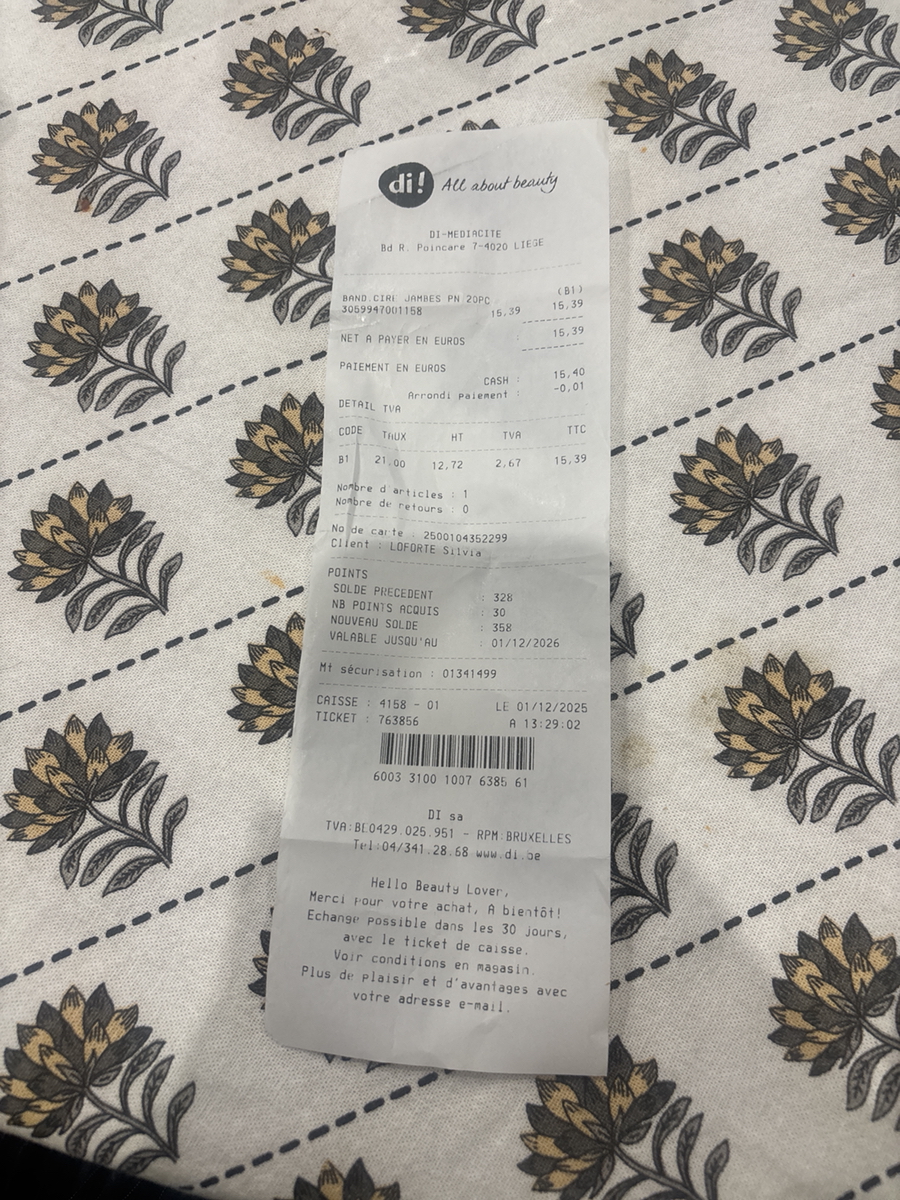 di! All about beauty
DI-MEDIACITE
Bd R. Poincare 7-4020 LIEGE
(B1)
BAND.CIRE JAMBES PN 20PC
3059947001158 15,39 15,39
NET A PAYER EN EUROS : 15,39
PAIEMENT EN EUROS
CASH : 15,40
Arrondi paiement : -0,01
DETAIL TVA
CODE TAUX HT TVA TTC
B1 21,00 12,72 2,67 15,39
Nombre d'articles : 1
Nombre de retours : 0
No de carte : 2500104352299
Client : LOFORTE Silvia
POINTS
SOLDE PRECEDENT : 328
NB POINTS ACQUIS : 30
NOUVEAU SOLDE : 358
VALABLE JUSQU'AU : 01/12/2026
Mt sécurisation : 01341499
CAISSE : 4158 - 01 LE 01/12/2025
TICKET : 763856 A 13:29:02
6003 3100 1007 6385 61
DI sa
TVA:BE0429.025.951 - RPM:BRUXELLES
Tel:04/341.28.68 www.di.be
Hello Beauty Lover,
Merci pour votre achat, A bientôt!
Echange possible dans les 30 jours,
avec le ticket de caisse.
Voir conditions en magasin.
Plus de plaisir et d'avantages avec
votre adresse e-mail.